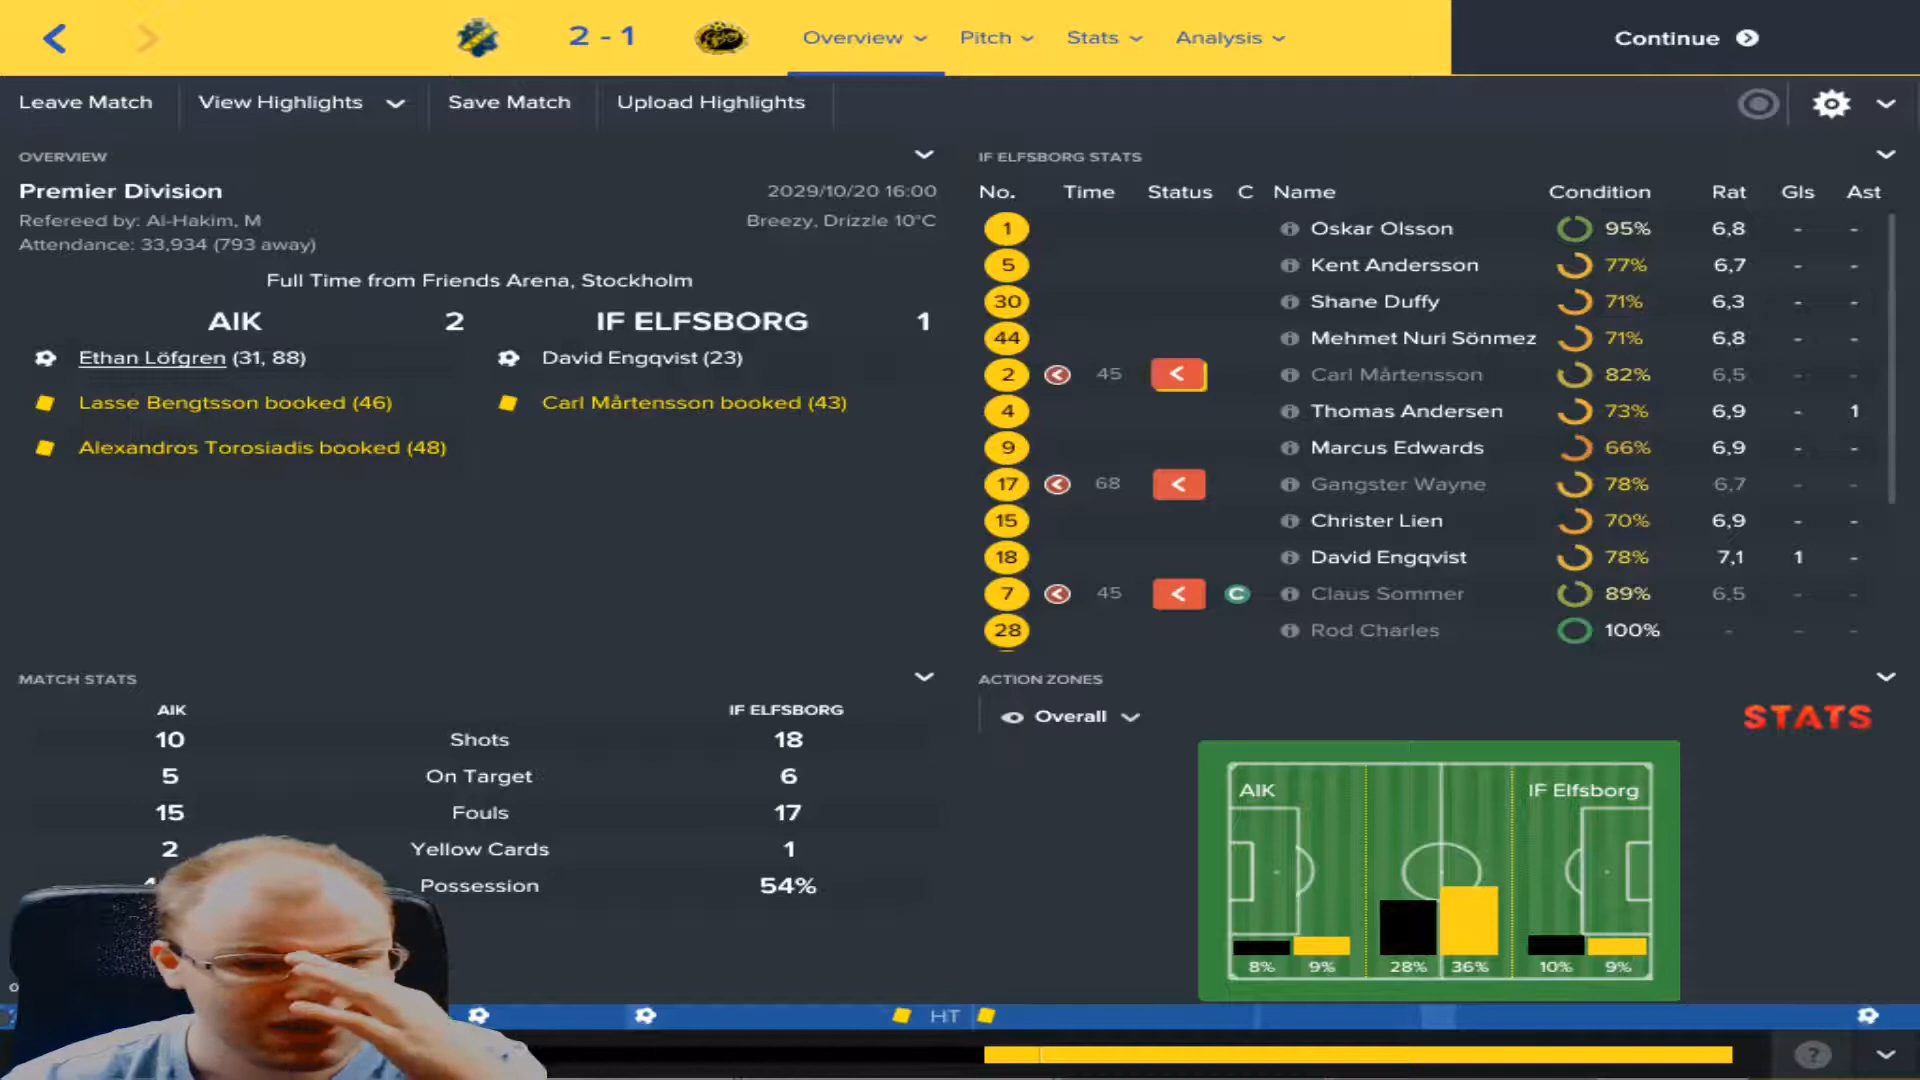 2 - 1
Overview
Pitch
Stats
Analysis
Continue
Leave Match
View Highlights
Save Match
Upload Highlights
OVERVIEW
Premier Division
2029/10/20 16:00
Refereed by: Al-Hakim, M
Breezy, Drizzle 10°C
Attendance: 33,934 (793 away)
Full Time from Friends Arena, Stockholm
AIK 2 IF ELFSBORG 1
Ethan Löfgren (31, 88)
David Engqvist (23)
Lasse Bengtsson booked (46)
Carl Mårtensson booked (43)
Alexandros Torosiadis booked (48)
IF ELFSBORG STATS
No. Time Status C Name Condition Rat Gls Ast
1 Oskar Olsson 95% 6,8 - -
5 Kent Andersson 77% 6,7 - -
30 Shane Duffy 71% 6,3 - -
44 Mehmet Nuri Sönmez 71% 6,8 - -
2 45 Carl Mårtensson 82% 6,5 - -
4 Thomas Andersen 73% 6,9 - 1
9 Marcus Edwards 66% 6,9 - -
17 68 Gangster Wayne 78% 6,7 - -
15 Christer Lien 70% 6,9 - -
18 David Engqvist 78% 7,1 1 -
7 45 C Claus Sommer 89% 6,5 - -
28 Rod Charles 100% - - -
MATCH STATS
AIK IF ELFSBORG
10 Shots 18
5 On Target 6
15 Fouls 17
2 Yellow Cards 1
Possession 54%
ACTION ZONES
Overall
STATS
AIK IF Elfsborg
8% 9% 28% 36% 10% 9%
HT
?